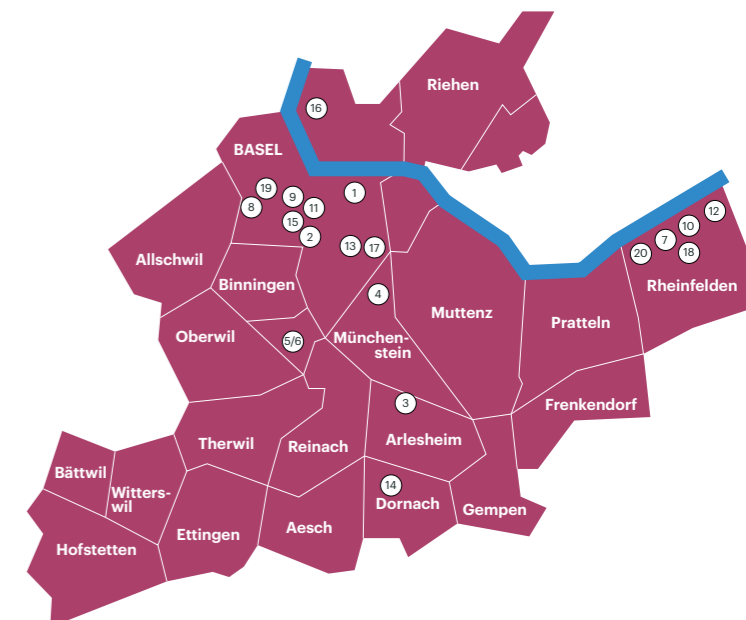 Riehen
16
BASEL
19
9
1
8
11
15
2
13
17
12
10
7
20
18
Rheinfelden
Allschwil
Binningen
4
Muttenz
Pratteln
Oberwil
5/6
München-
stein
3
Frenkendorf
Therwil
Reinach
Arlesheim
Bättwil
Witters-
wil
14
Dornach
Gempen
Ettingen
Aesch
Hofstetten